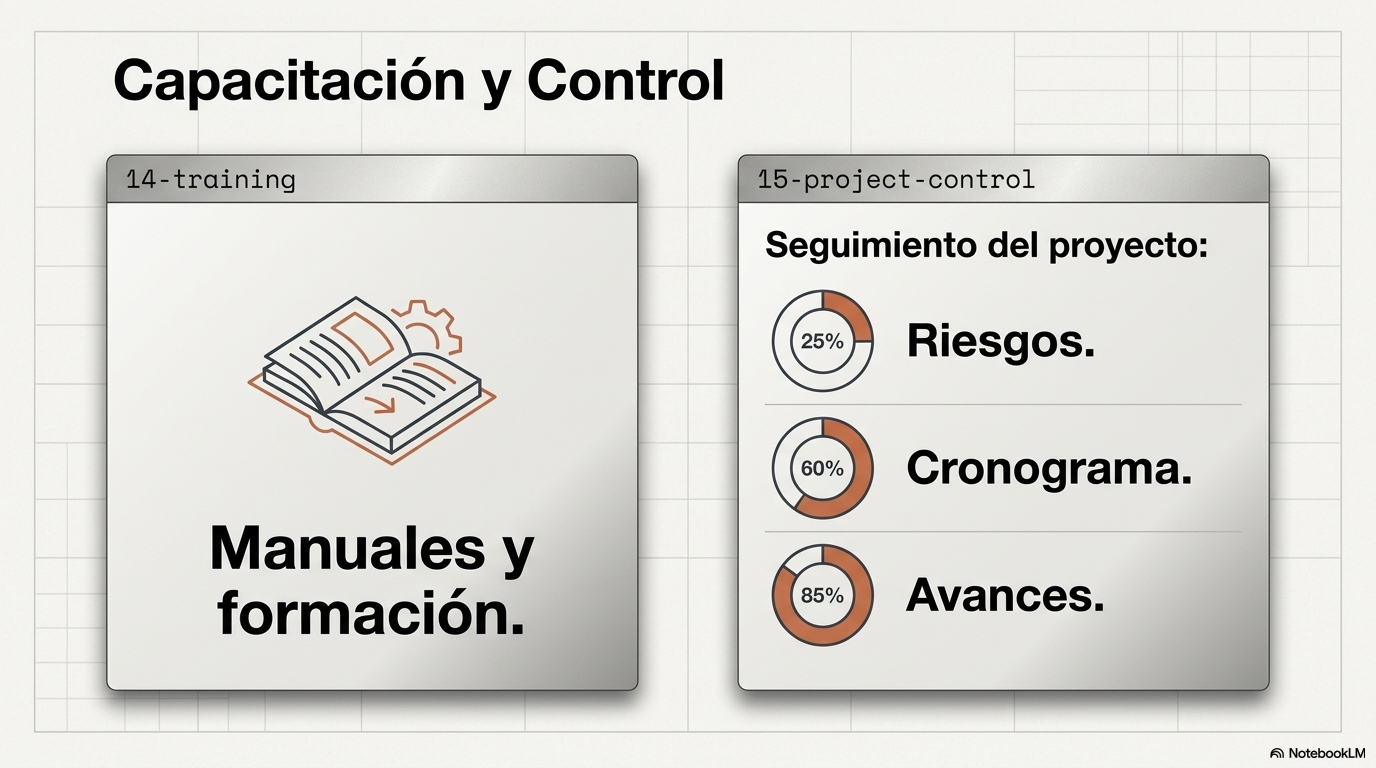 Capacitación y Control
14-training
Manuales y
formación.
15-project-control
Seguimiento del proyecto:
25%
Riesgos.
60%
Cronograma.
85%
Avances.
NotebookLM